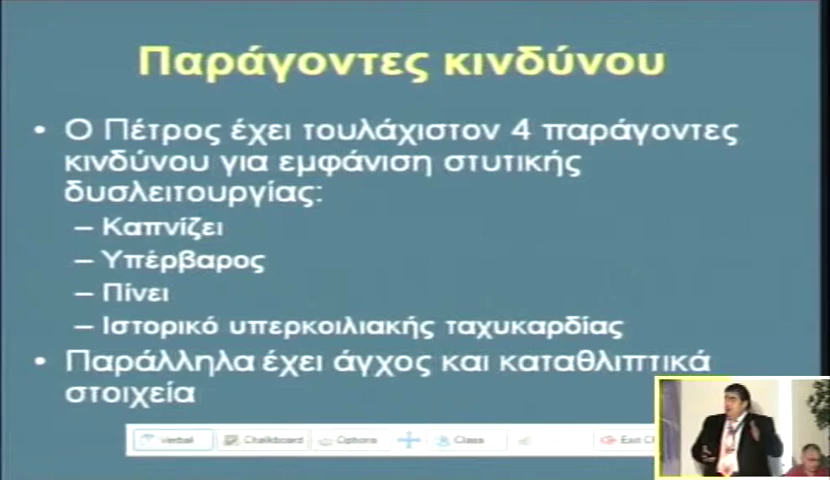 Παράγοντες κινδύνου
• Ο Πέτρος έχει τουλάχιστον 4 παράγοντες
κινδύνου για εμφάνιση στυτικής
δυσλειτουργίας:
– Καπνίζει
– Υπέρβαρος
– Πίνει
– Ιστορικό υπερκοιλιακής ταχυκαρδίας
• Παράλληλα έχει άγχος και καταθλιπτικά
στοιχεία
verbal Chalkboard Options Class Exit